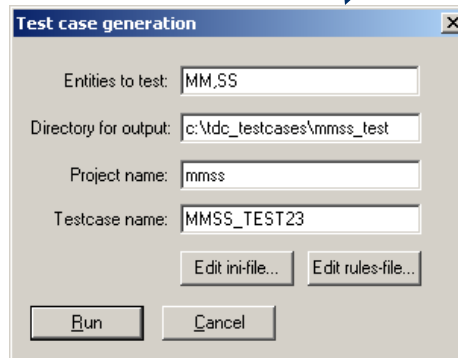 Test case generation
Entities to test: MM,SS
Directory for output: c:\tdc_testcases\mmss_test
Project name: mmss
Testcase name: MMSS_TEST23
Edit ini-file... Edit rules-file...
Run Cancel